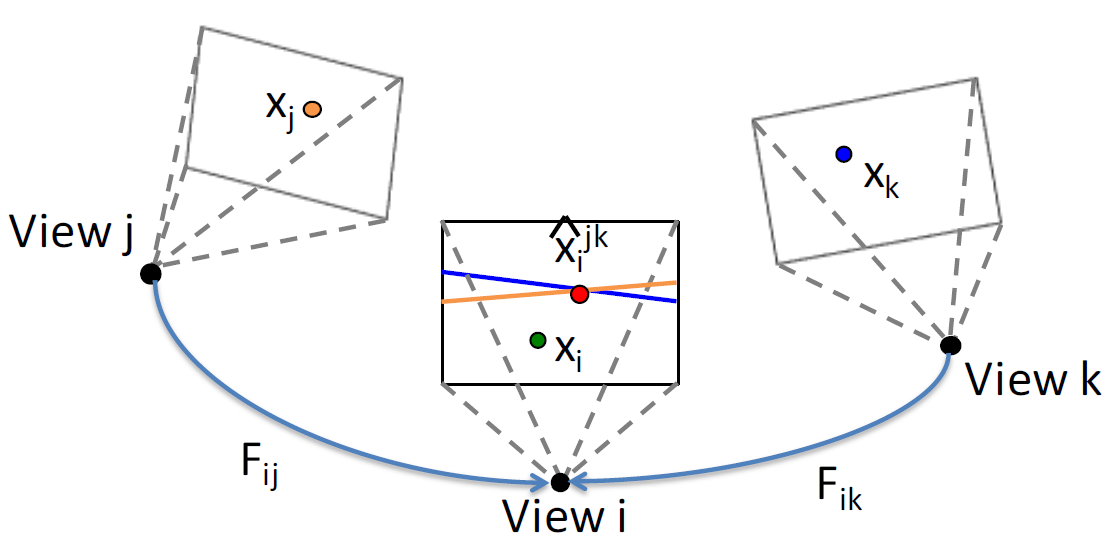 x_j
x_k
View j
x̂_i^jk
x_i
View k
F_ij
F_ik
View i